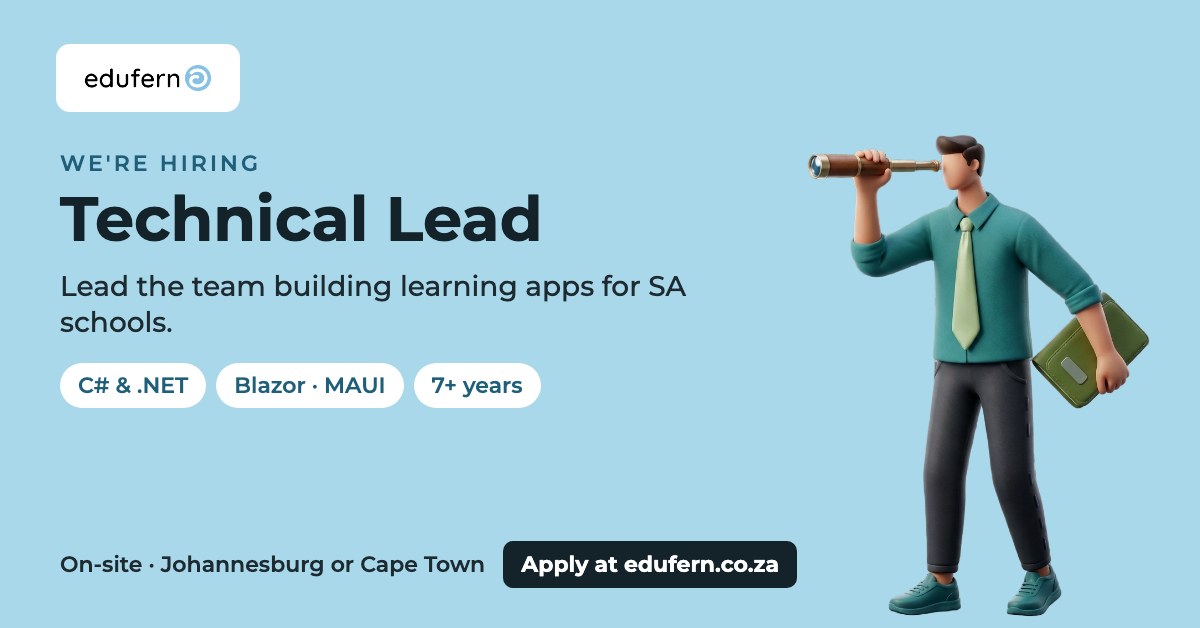 edufern
WE'RE HIRING
Technical Lead
Lead the team building learning apps for SA
schools.
C# & .NET
Blazor · MAUI
7+ years
On-site · Johannesburg or Cape Town
Apply at edufern.co.za